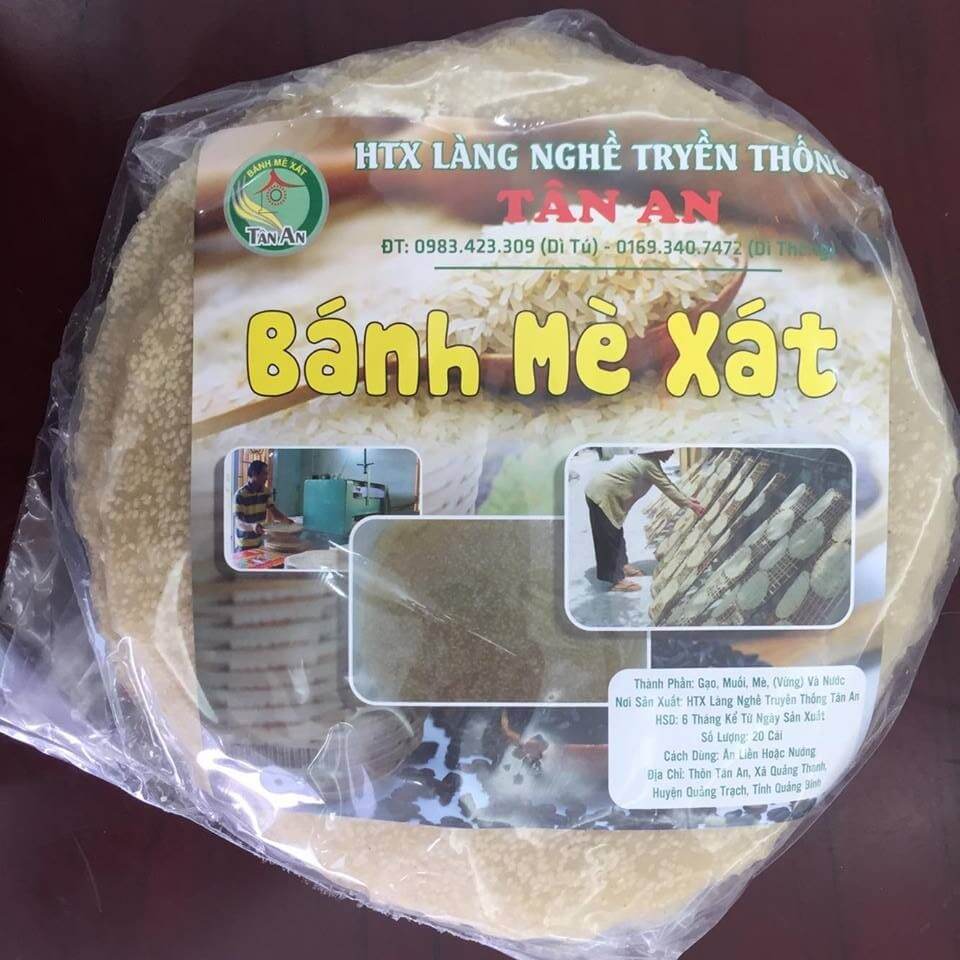 BÁNH MÈ XÁT
TÂN AN
HTX LÀNG NGHỀ TRYỀN THỐNG
TÂN AN
ĐT: 0983.423.309 (Dì Tú) - 0169.340.7472 (Dì Thông)
Bánh Mè Xát
Thành Phần: Gạo, Muối, Mè, (Vừng) Và Nước
Nơi Sản Xuất: HTX Làng Nghề Truyền Thống Tân An
HSD: 6 Tháng Kể Từ Ngày Sản Xuất
Số Lượng: 20 Cái
Cách Dùng: Ăn Liền Hoặc Nướng
Địa Chỉ: Thôn Tân An, Xã Quảng Thanh,
Huyện Quảng Trạch, Tỉnh Quảng Bình